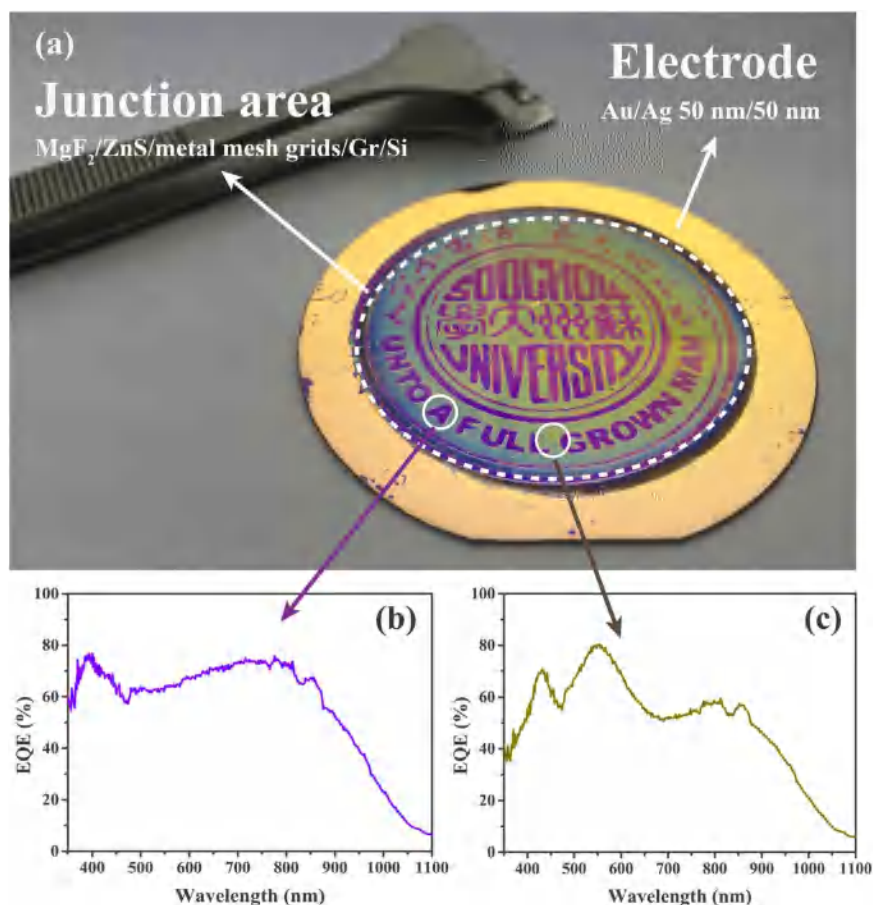 (a)
Junction area
MgF₂/ZnS/metal mesh grids/Gr/Si
Electrode
Au/Ag 50 nm/50 nm
SOOCHOW
UNIVERSITY
UNTO A FULL GROWN MAN
(b)
EQE (%)
100
80
60
40
20
0
400 500 600 700 800 900 1000 1100
Wavelength (nm)
(c)
EQE (%)
100
80
60
40
20
0
400 500 600 700 800 900 1000 1100
Wavelength (nm)